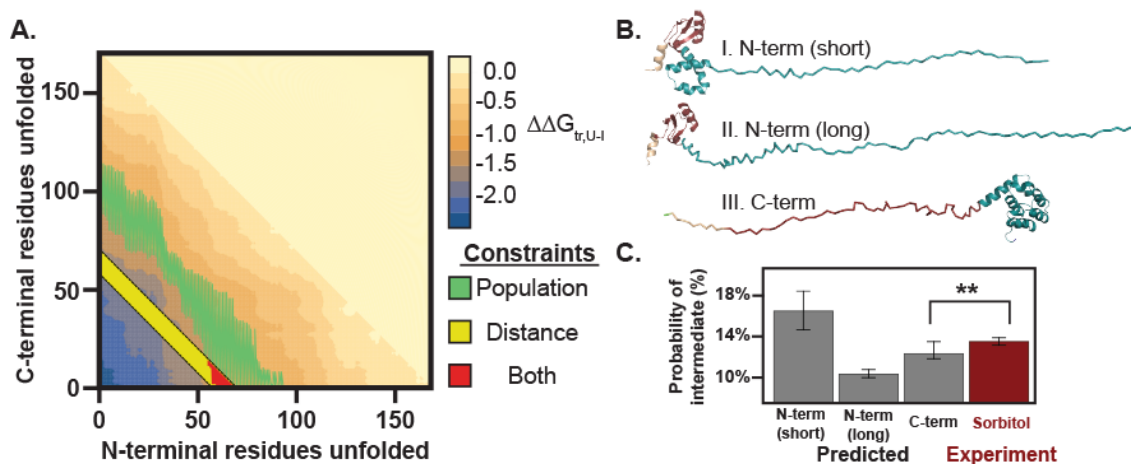 A.
C-terminal residues unfolded
150
100
50
0
0
50
100
150
N-terminal residues unfolded
0.0
-0.5
-1.0
-1.5
-2.0
ΔΔG tr,U-I
Constraints
Population
Distance
Both
B.
I. N-term (short)
II. N-term (long)
III. C-term
C.
Probability of
intermediate (%)
18%
14%
10%
**
N-term
(short)
N-term
(long)
C-term
Sorbitol
Predicted
Experiment